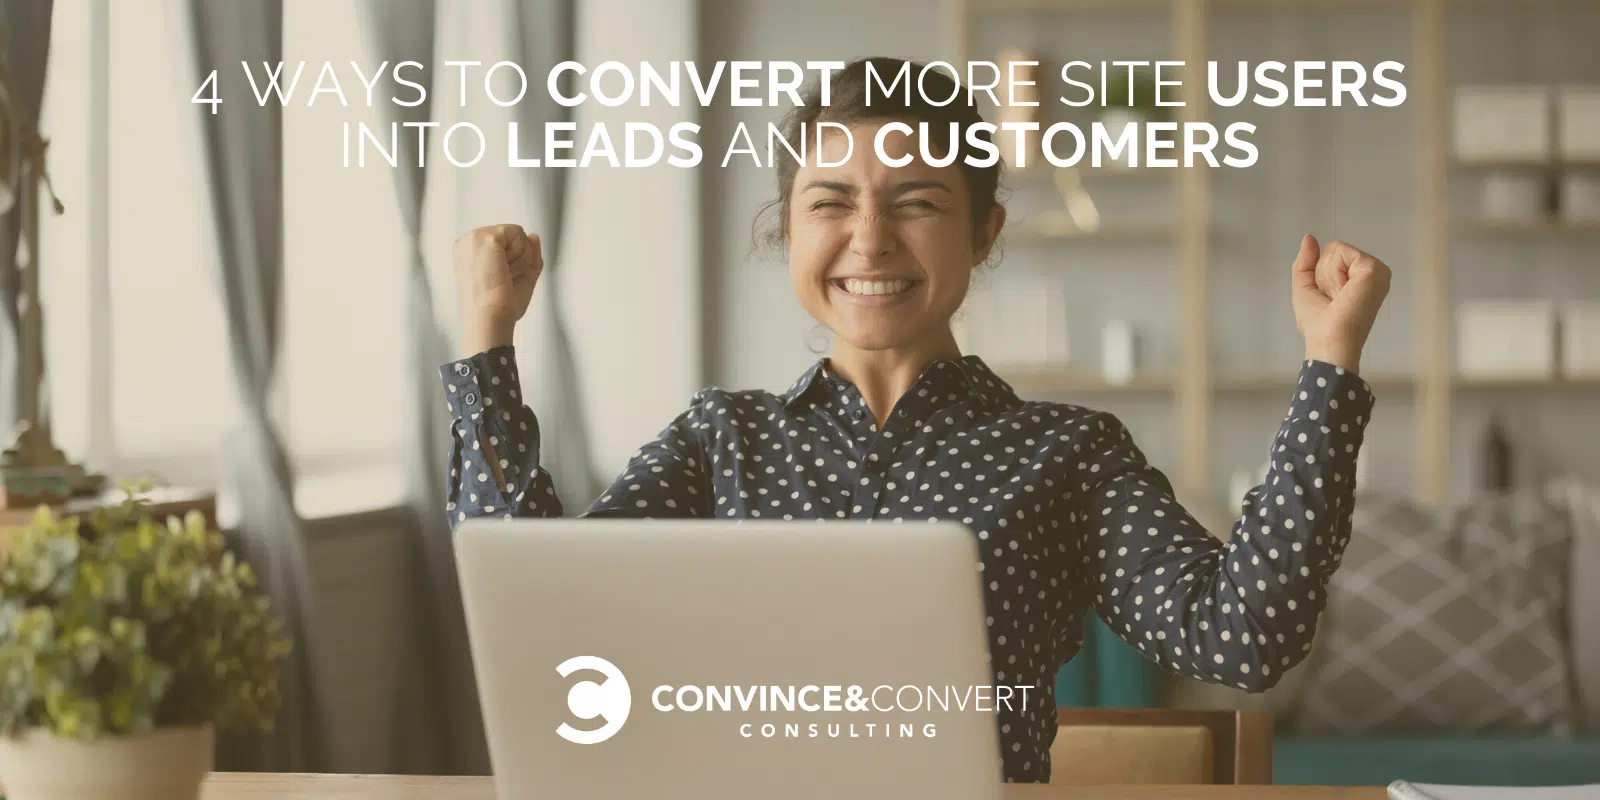 4 WAYS TO CONVERT MORE SITE USERS
INTO LEADS AND CUSTOMERS
CONVINCE&CONVERT
CONSULTING